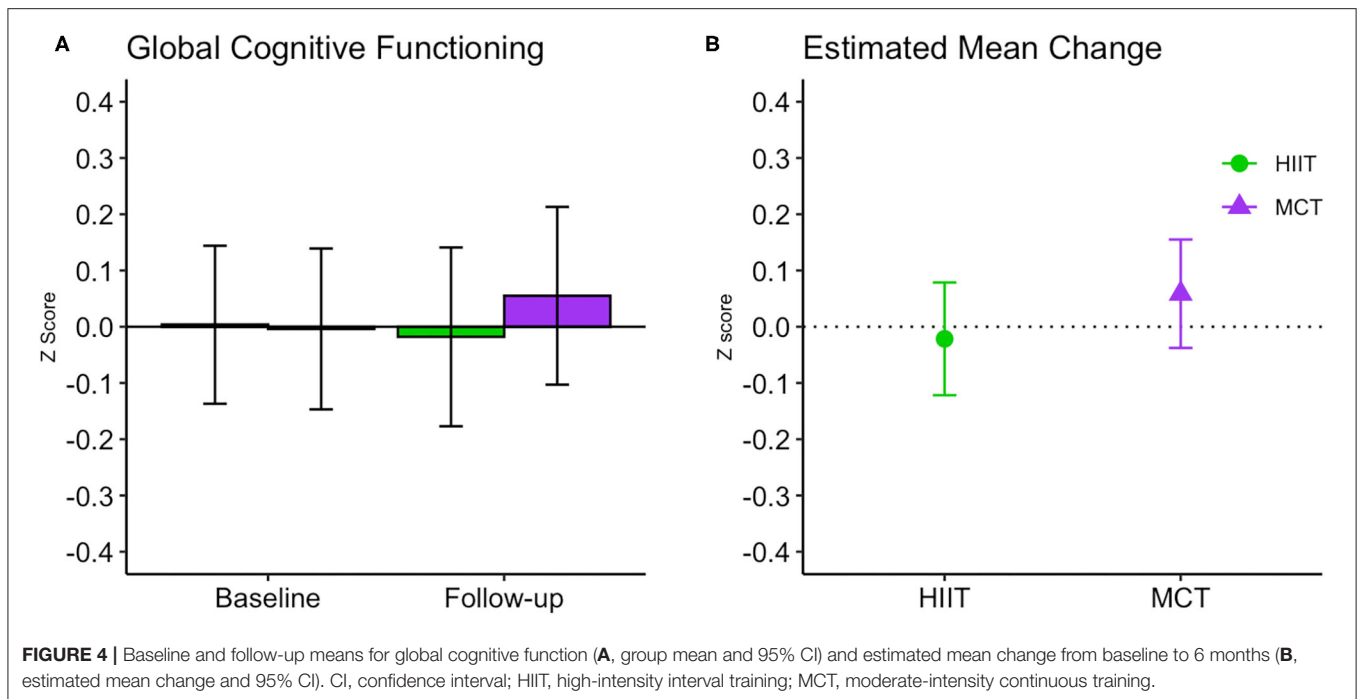 A Global Cognitive Functioning
0.4
0.3
0.2
0.1
0.0
-0.1
-0.2
-0.3
-0.4
Z Score
Baseline Follow-up
B Estimated Mean Change
0.4
0.3
0.2
0.1
0.0
-0.1
-0.2
-0.3
-0.4
Z score
HIIT
MCT
HIIT MCT
FIGURE 4 | Baseline and follow-up means for global cognitive function (A, group mean and 95% CI) and estimated mean change from baseline to 6 months (B,
estimated mean change and 95% CI). CI, confidence interval; HIIT, high-intensity interval training; MCT, moderate-intensity continuous training.